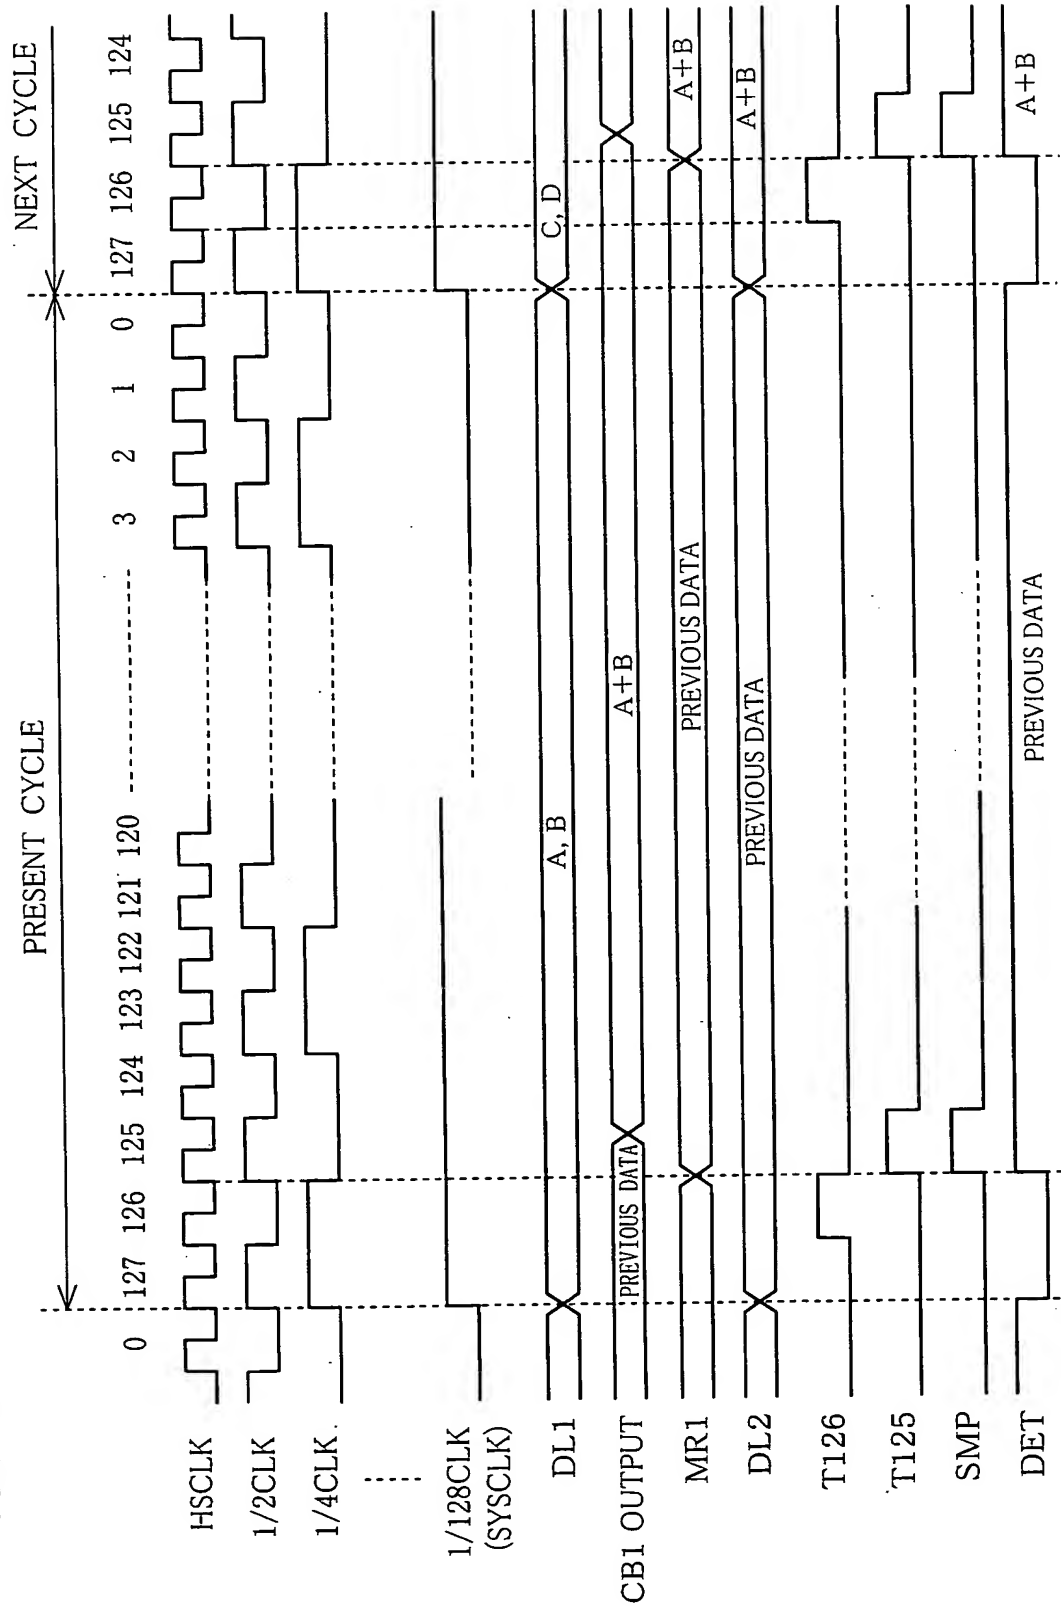 PRESENT CYCLE
NEXT CYCLE
0 127 126 125 124 123 122 121 120 3 2 1 0 127 126 125 124
HSCLK
1/2CLK
1/4CLK
1/128CLK
(SYSCLK)
DL1
A, B
C, D
CB1 OUTPUT
PREVIOUS DATA
A+B
MR1
PREVIOUS DATA
A+B
DL2
PREVIOUS DATA
A+B
T126
T125
SMP
DET
PREVIOUS DATA
A+B